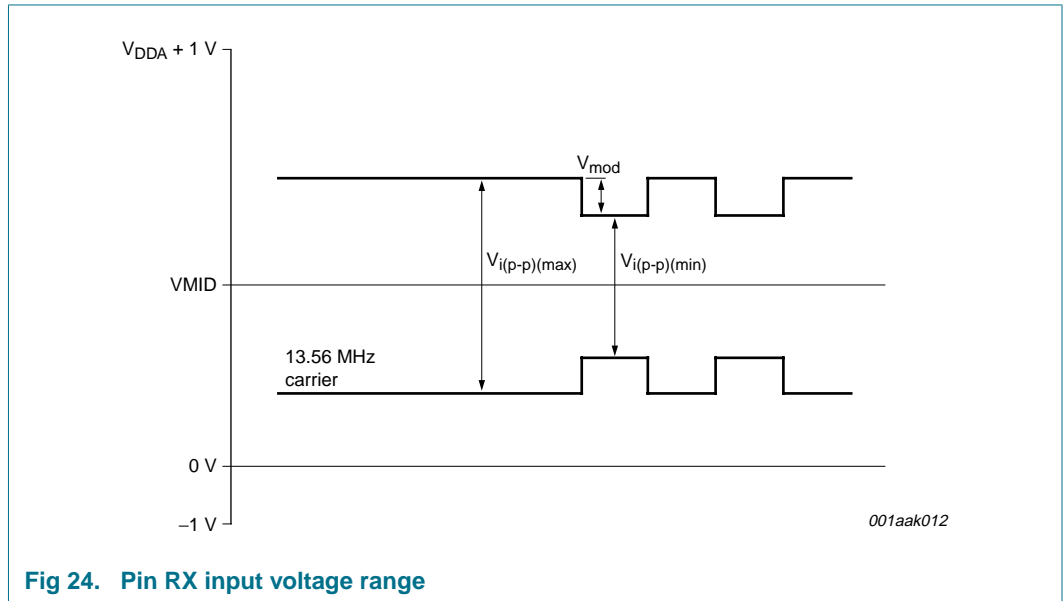 VDDA + 1 V
Vmod
Vi(p-p)(max)
Vi(p-p)(min)
VMID
13.56 MHz
carrier
0 V
−1 V
001aak012
Fig 24. Pin RX input voltage range